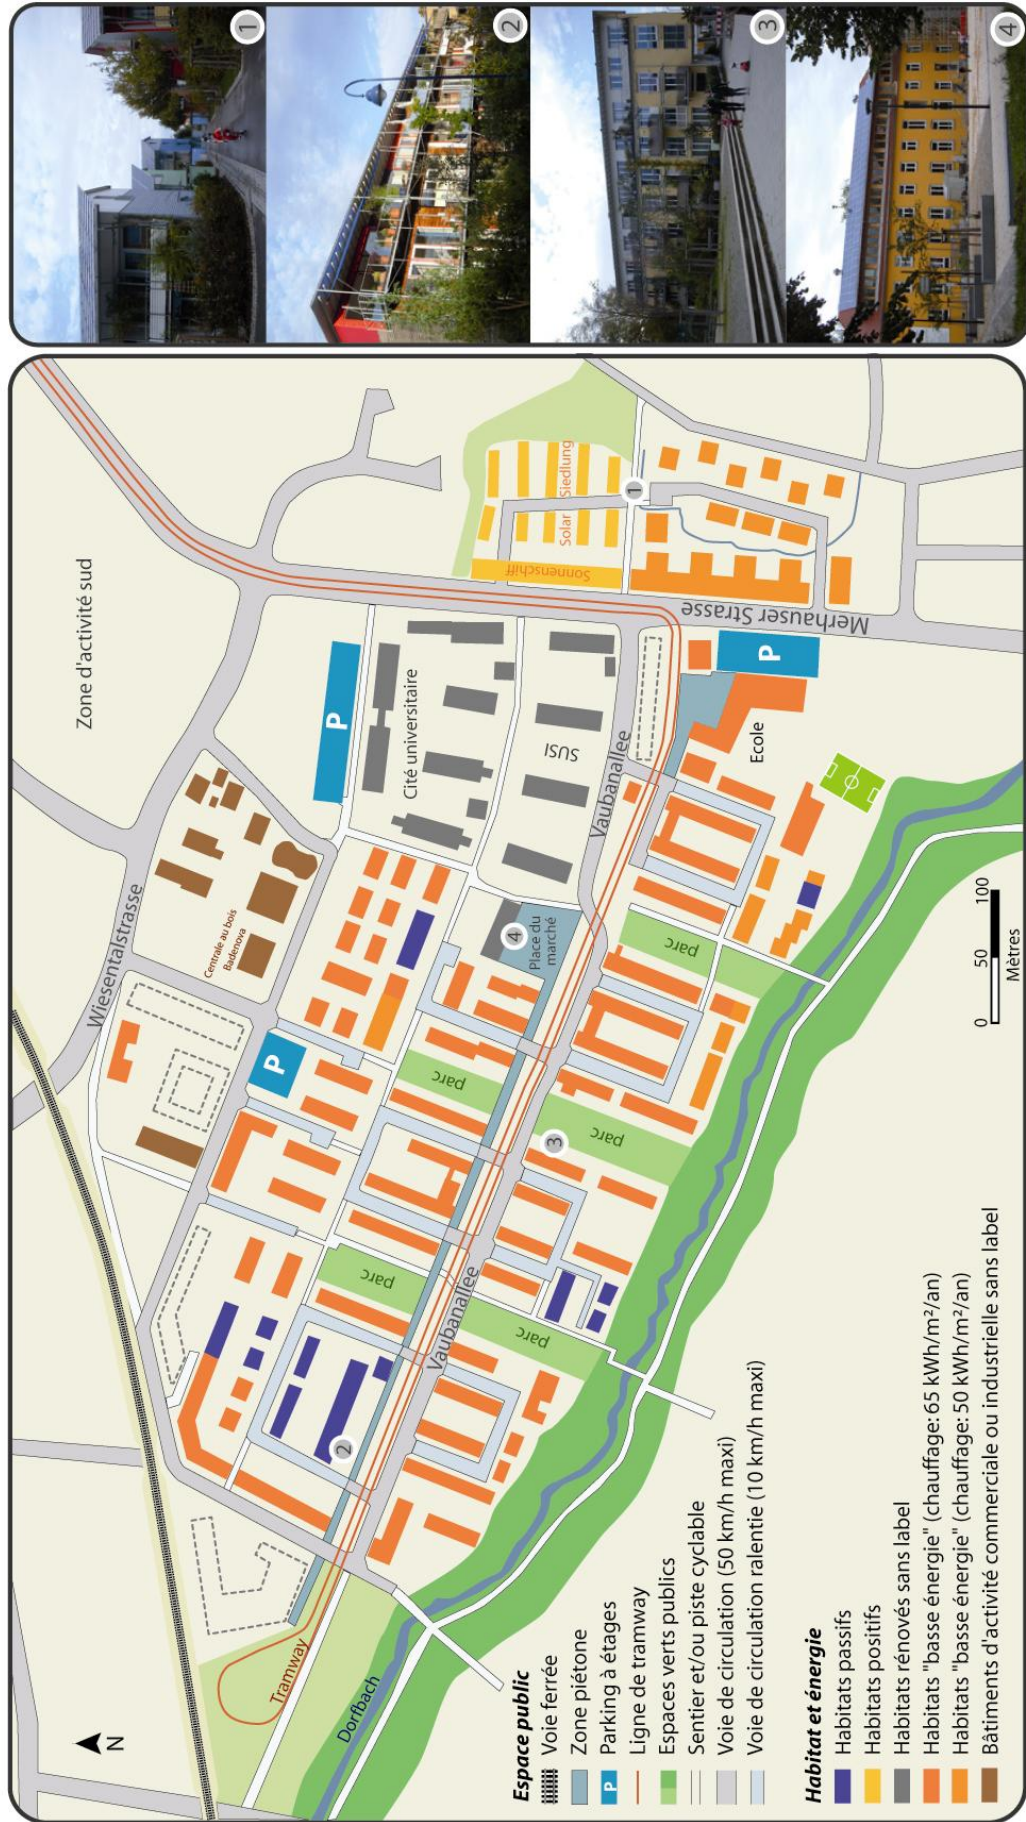 1
2
3
4
Zone d'activité sud
Wiesentalstrasse
Centrale au bois
Badenova
P
P
Cité universitaire
SUSI
Solar Siedlung
Sonnenschiff
1
Merhauser Strasse
Vaubanallee
P
Ecole
4
Place du
marché
parc
parc
parc
3
parc
parc
Vaubanallee
2
Tramway
Dorfbach
N
0
50
100
Mètres
Espace public
Voie ferrée
Zone piétone
P Parking à étages
Ligne de tramway
Espaces verts publics
Sentier et/ou piste cyclable
Voie de circulation (50 km/h maxi)
Voie de circulation ralentie (10 km/h maxi)
Habitat et énergie
Habitats passifs
Habitats positifs
Habitats rénovés sans label
Habitats "basse énergie" (chauffage: 65 kWh/m²/an)
Habitats "basse énergie" (chauffage: 50 kWh/m²/an)
Bâtiments d'activité commerciale ou industrielle sans label